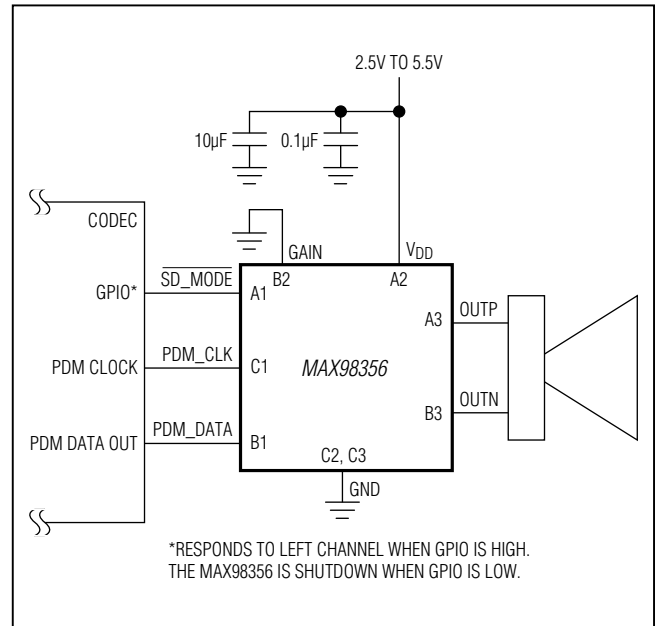 2.5V TO 5.5V
10µF
0.1µF
CODEC
GAIN
VDD
GPIO*
SD_MODE
A1
B2
A2
A3
OUTP
PDM CLOCK
PDM_CLK
C1
MAX98356
PDM DATA OUT
PDM_DATA
B1
B3
OUTN
C2, C3
GND
*RESPONDS TO LEFT CHANNEL WHEN GPIO IS HIGH.
THE MAX98356 IS SHUTDOWN WHEN GPIO IS LOW.